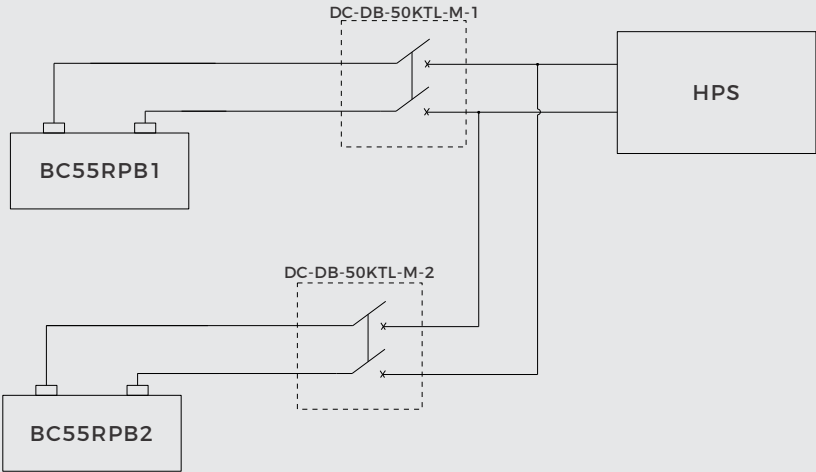 DC-DB-50KTL-M-1
HPS
BC55RPB1
DC-DB-50KTL-M-2
BC55RPB2